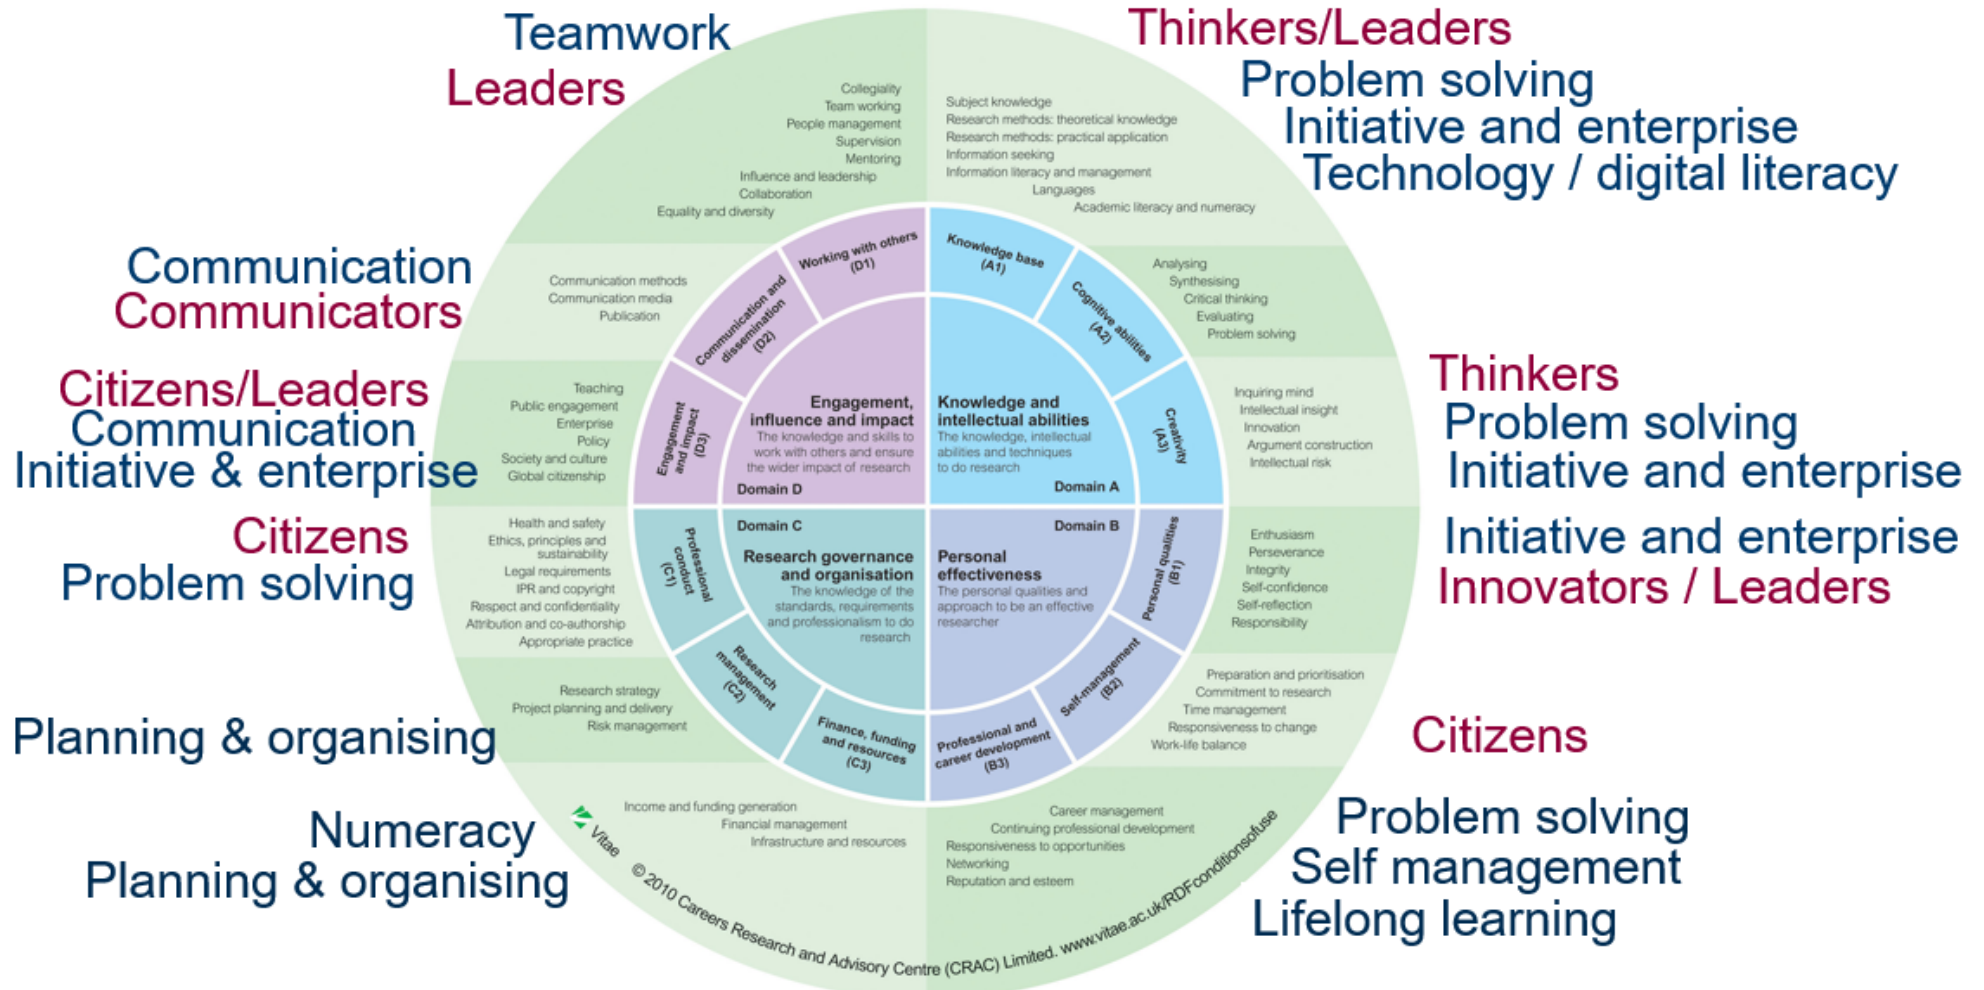 Teamwork
Leaders
Collegiality
Team working
People management
Supervision
Mentoring
Influence and leadership
Collaboration
Equality and diversity
Thinkers/Leaders
Problem solving
Initiative and enterprise
Technology / digital literacy
Subject knowledge
Research methods: theoretical knowledge
Research methods: practical application
Information seeking
Information literacy and management
Languages
Academic literacy and numeracy
Communication
Communicators
Communication methods
Communication media
Publication
Analysing
Synthesising
Critical thinking
Evaluating
Problem solving
Citizens/Leaders
Communication
Initiative & enterprise
Teaching
Public engagement
Enterprise
Policy
Society and culture
Global citizenship
Thinkers
Problem solving
Initiative and enterprise
Inquiring mind
Intellectual insight
Innovation
Argument construction
Intellectual risk
Working with others
(D1)
Communication and
dissemination
(D2)
Engagement
and impact
(D3)
Knowledge base
(A1)
Cognitive abilities
(A2)
Creativity
(A3)
Engagement,
influence and impact
The knowledge and skills to
work with others and ensure
the wider impact of research
Domain D
Knowledge and
intellectual abilities
The knowledge, intellectual
abilities and techniques
to do research
Domain A
Domain C
Research governance
and organisation
The knowledge of the
standards, requirements
and professionalism to do
research
Domain B
Personal
effectiveness
The personal qualities and
approach to be an effective
researcher
Professional
conduct
(C1)
Research
management
(C2)
Finance, funding
and resources
(C3)
Personal qualities
(B1)
Self-management
(B2)
Professional and
career development
(B3)
Citizens
Problem solving
Health and safety
Ethics, principles and
sustainability
Legal requirements
IPR and copyright
Respect and confidentiality
Attribution and co-authorship
Appropriate practice
Initiative and enterprise
Innovators / Leaders
Enthusiasm
Perseverance
Integrity
Self-confidence
Self-reflection
Responsibility
Planning & organising
Research strategy
Project planning and delivery
Risk management
Preparation and prioritisation
Commitment to research
Time management
Responsiveness to change
Work-life balance
Citizens
Numeracy
Planning & organising
Income and funding generation
Financial management
Infrastructure and resources
Career management
Continuing professional development
Responsiveness to opportunities
Networking
Reputation and esteem
Problem solving
Self management
Lifelong learning
Vitae
© 2010 Careers Research and Advisory Centre (CRAC) Limited. www.vitae.ac.uk/RDFconditionsofuse